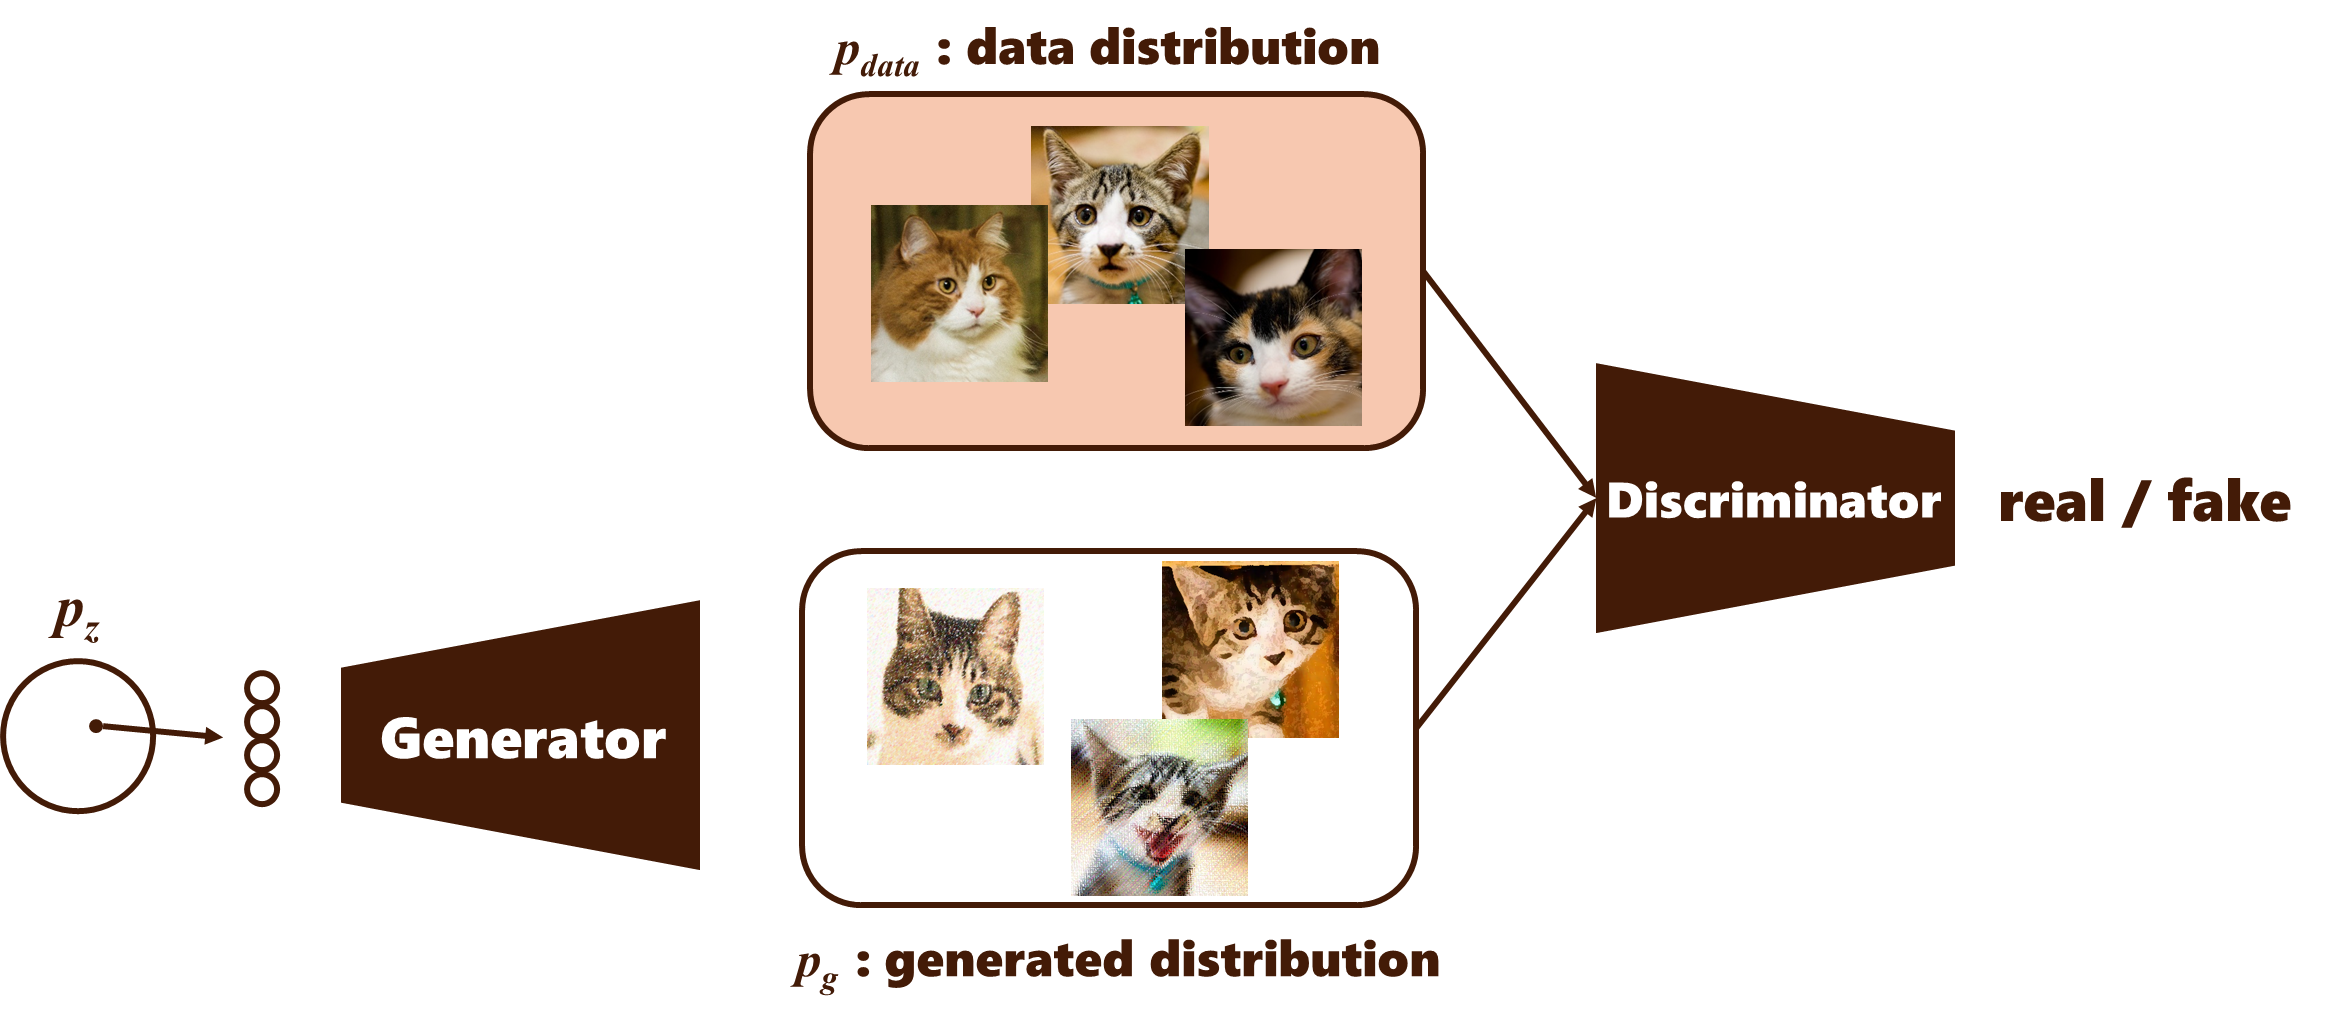 p_data : data distribution
Discriminator
real / fake
p_z
Generator
p_g : generated distribution